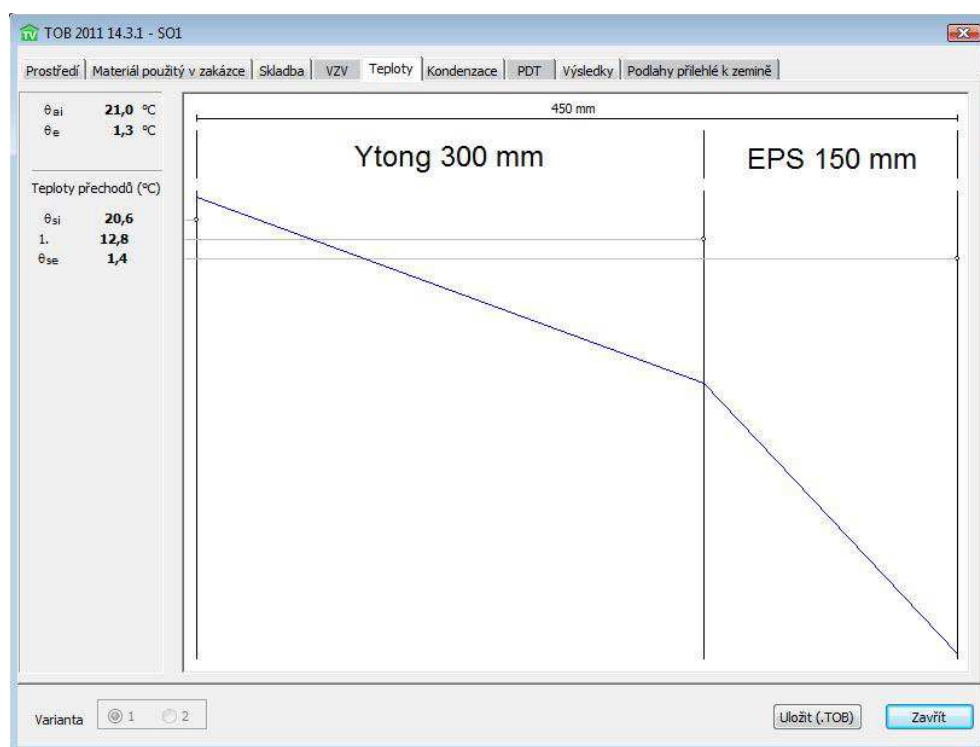 TOB 2011 14.3.1 - SO1
Prostředí Materiál použitý v zakázce Skladba VZV Teploty Kondenzace PDT Výsledky Podlahy přilehlé k zemině
θai 21,0 °C
θe 1,3 °C
Teploty přechodů (°C)
θsi 20,6
1. 12,8
θse 1,4
450 mm
Ytong 300 mm EPS 150 mm
Varianta 1 2 Uložit (.TOB) Zavřít